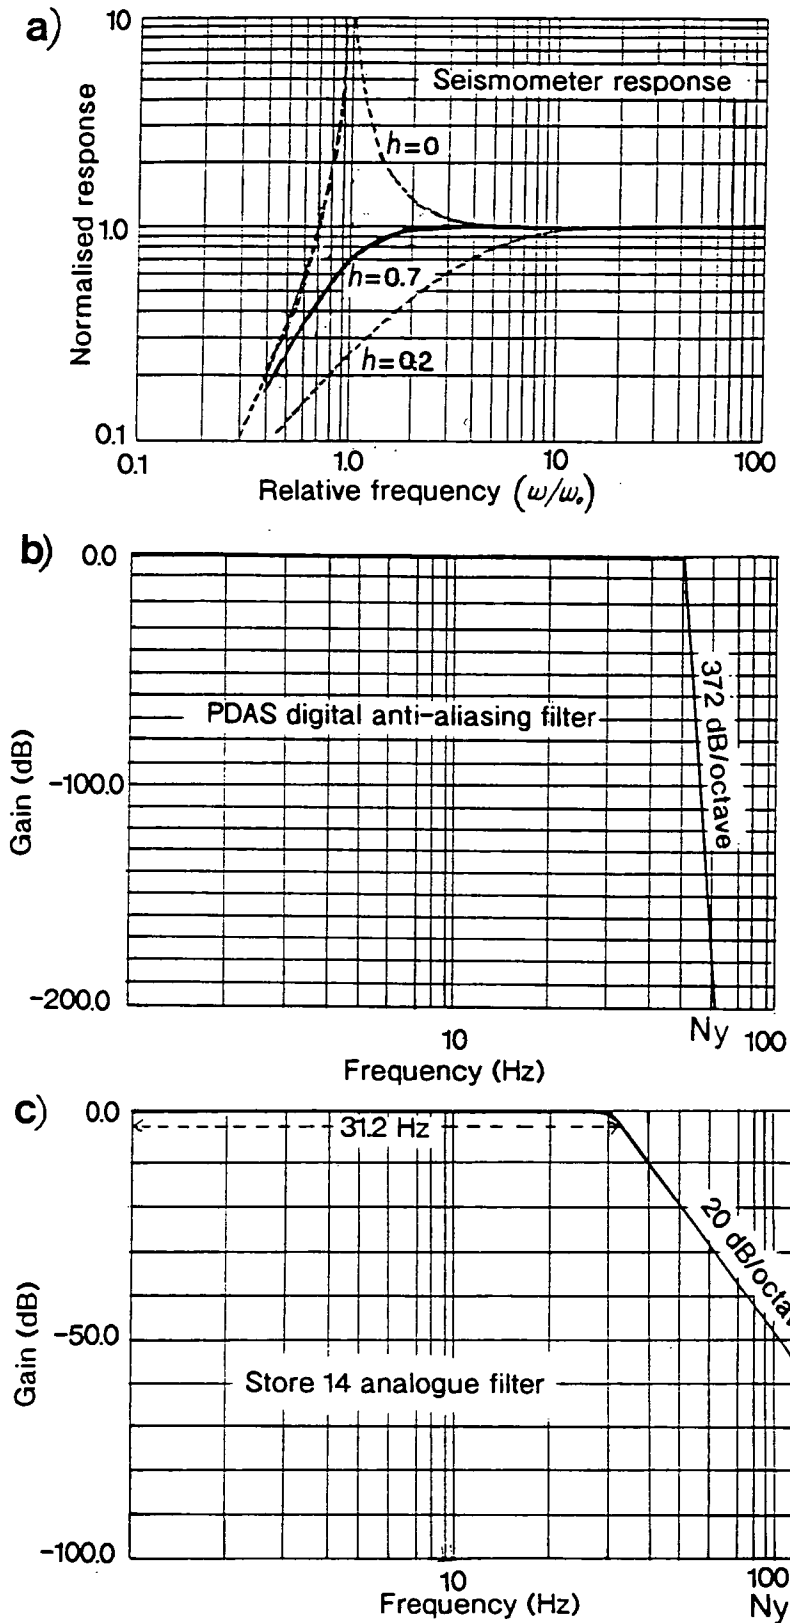 a)
10
Seismometer response
h=0
Normalised response
1.0
h=0.7
h=0.2
0.1
0.1
1.0
10
100
Relative frequency (ω/ω₀)
b)
0.0
372 dB/octave
PDAS digital anti-aliasing filter
Gain (dB)
-100.0
-200.0
10
Ny
100
Frequency (Hz)
c)
0.0
31.2 Hz
20 dB/octav
Gain (dB)
-50.0
Store 14 analogue filter
-100.0
10
100
Frequency (Hz)
Ny